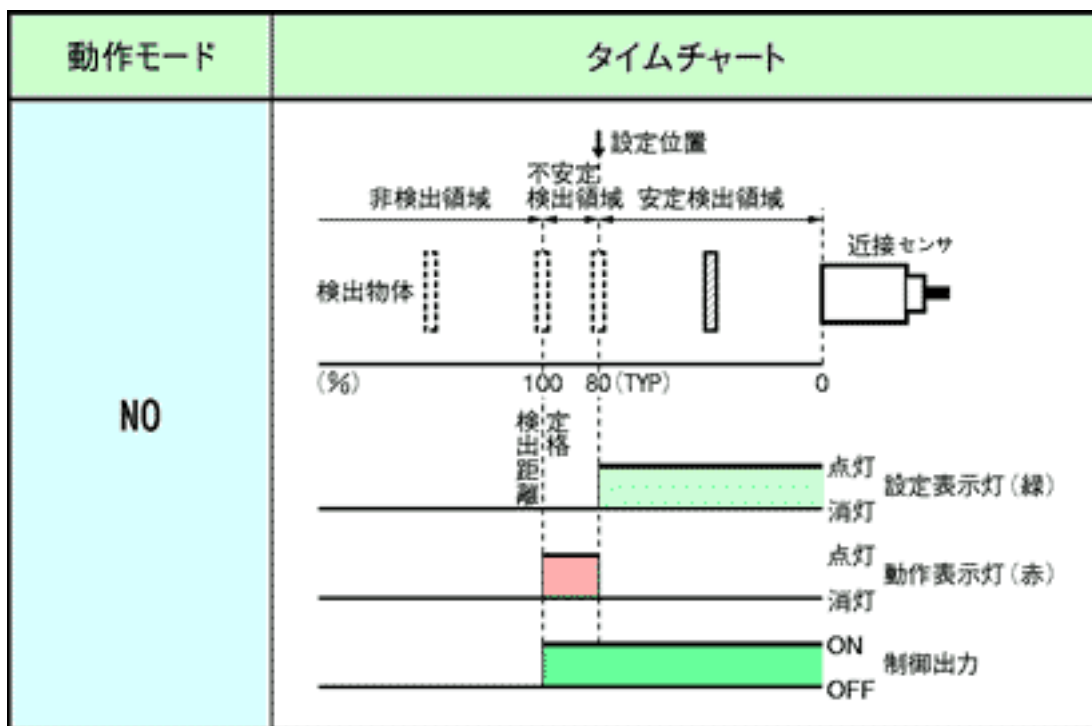 動作モード
タイムチャート
NO
設定位置
非検出領域
不安定
検出領域
安定検出領域
近接センサ
検出物体
(%)
100
80(TYP)
0
定格
検出距離
点灯
消灯
設定表示灯(緑)
点灯
消灯
動作表示灯(赤)
ON
OFF
制御出力